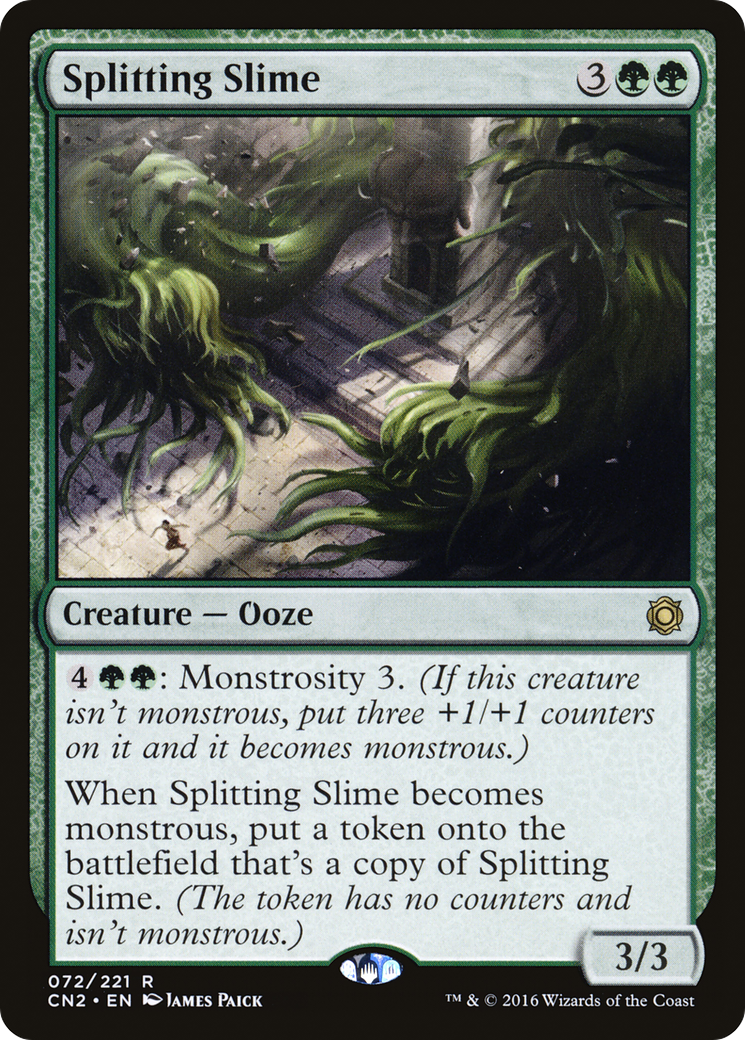 Splitting Slime 3
Creature — Ooze
4: Monstrosity 3. (If this creature
isn't monstrous, put three +1/+1 counters
on it and it becomes monstrous.)
When Splitting Slime becomes
monstrous, put a token onto the
battlefield that's a copy of Splitting
Slime. (The token has no counters and
isn't monstrous.)
3/3
072/221 R
CN2 • EN James Paick
™ & © 2016 Wizards of the Coast